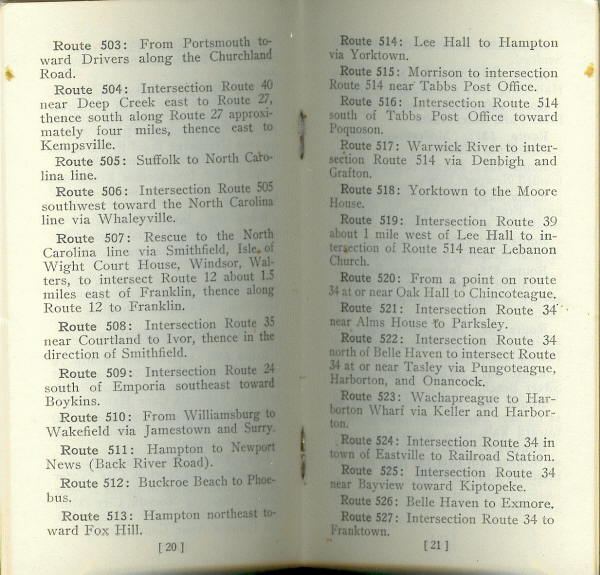 Route 503: From Portsmouth to-
ward Drivers along the Churchland
Road.
Route 504: Intersection Route 40
near Deep Creek east to Route 27,
thence south along Route 27 approxi-
mately four miles, thence east to
Kempsville.
Route 505: Suffolk to North Caro-
lina line.
Route 506: Intersection Route 505
southwest toward the North Carolina
line via Whaleyville.
Route 507: Rescue to the North
Carolina line via Smithfield, Isle of
Wight Court House, Windsor, Wal-
ters, to intersect Route 12 about 1.5
miles east of Franklin, thence along
Route 12 to Franklin.
Route 508: Intersection Route 35
near Courtland to Ivor, thence in the
direction of Smithfield.
Route 509: Intersection Route 24
south of Emporia southeast toward
Boykins.
Route 510: From Williamsburg to
Wakefield via Jamestown and Surry.
Route 511: Hampton to Newport
News (Back River Road).
Route 512: Buckroe Beach to Phoe-
bus.
Route 513: Hampton northeast to-
ward Fox Hill.
[ 20 ]
Route 514: Lee Hall to Hampton
via Yorktown.
Route 515: Morrison to intersection
Route 514 near Tabbs Post Office.
Route 516: Intersection Route 514
south of Tabbs Post Office toward
Poquoson.
Route 517: Warwick River to inter-
section Route 514 via Denbigh and
Grafton.
Route 518: Yorktown to the Moore
House.
Route 519: Intersection Route 39
about 1 mile west of Lee Hall to in-
tersection of Route 514 near Lebanon
Church.
Route 520: From a point on route
34 at or near Oak Hall to Chincoteague.
Route 521: Intersection Route 34
near Alms House to Parksley.
Route 522: Intersection Route 34
north of Belle Haven to intersect Route
34 at or near Tasley via Pungoteague,
Harborton, and Onancock.
Route 523: Wachapreague to Har-
borton Wharf via Keller and Harbor-
ton.
Route 524: Intersection Route 34 in
town of Eastville to Railroad Station.
Route 525: Intersection Route 34
near Bayview toward Kiptopeke.
Route 526: Belle Haven to Exmore.
Route 527: Intersection Route 34 to
Franktown.
[ 21 ]